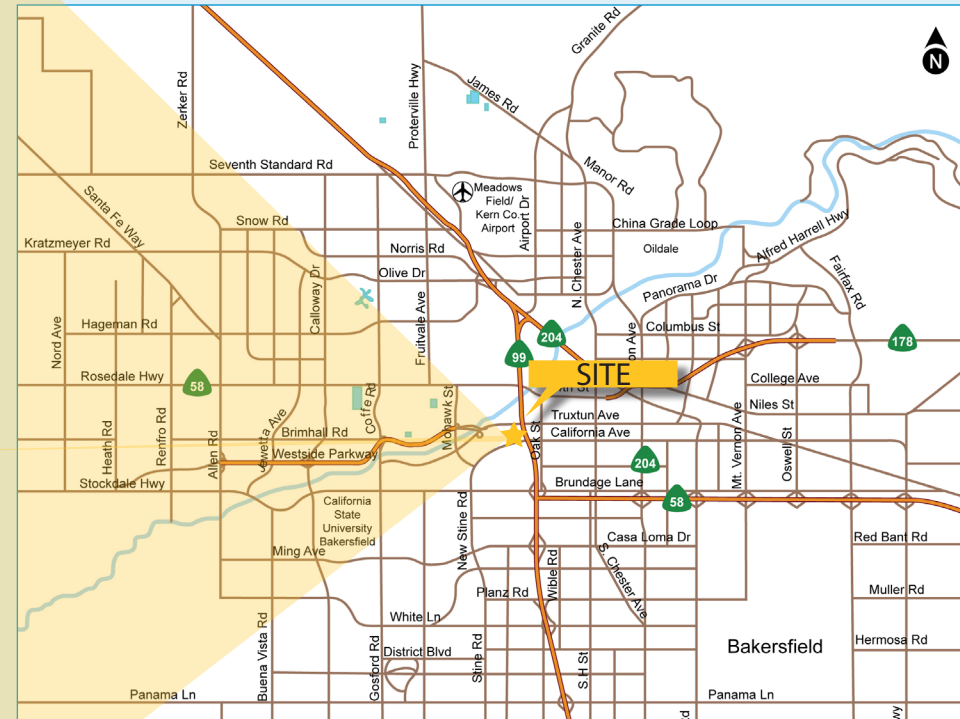 Granite Rd
N
James Rd
Zerker Rd
Proterville Hwy
Seventh Standard Rd
Manor Rd
Santa Fe Way
Meadows
Field/
Kern Co.
Airport
Airport Dr
Snow Rd
China Grade Loop
N. Chester Ave
Kratzmeyer Rd
Norris Rd
Oildale
Alfred Harrell Hwy
Olive Dr
Calloway Dr
Panorama Dr
Fairfax Rd
Fruitvale Ave
Nord Ave
Hageman Rd
Columbus St
204
99
178
on Ave
Rosedale Hwy
58
SITE
College Ave
Coffe Rd
Mohawk St
Niles St
Truxtun Ave
Jewetta Ave
Brimhall Rd
Oak St
California Ave
Heath Rd
Renfro Rd
Allen Rd
Westside Parkway
Mt. Vernon Ave
Oswell St
204
Stockdale Hwy
Brundage Lane
58
California
State
University
Bakersfield
New Stine Rd
Casa Loma Dr
Red Bant Rd
Ming Ave
Wible Rd
S. Chester Ave
Planz Rd
Muller Rd
White Ln
Buena Vista Rd
Gosford Rd
District Blvd
Stine Rd
S.H St
Bakersfield
Hermosa Rd
Panama Ln
Panama Ln